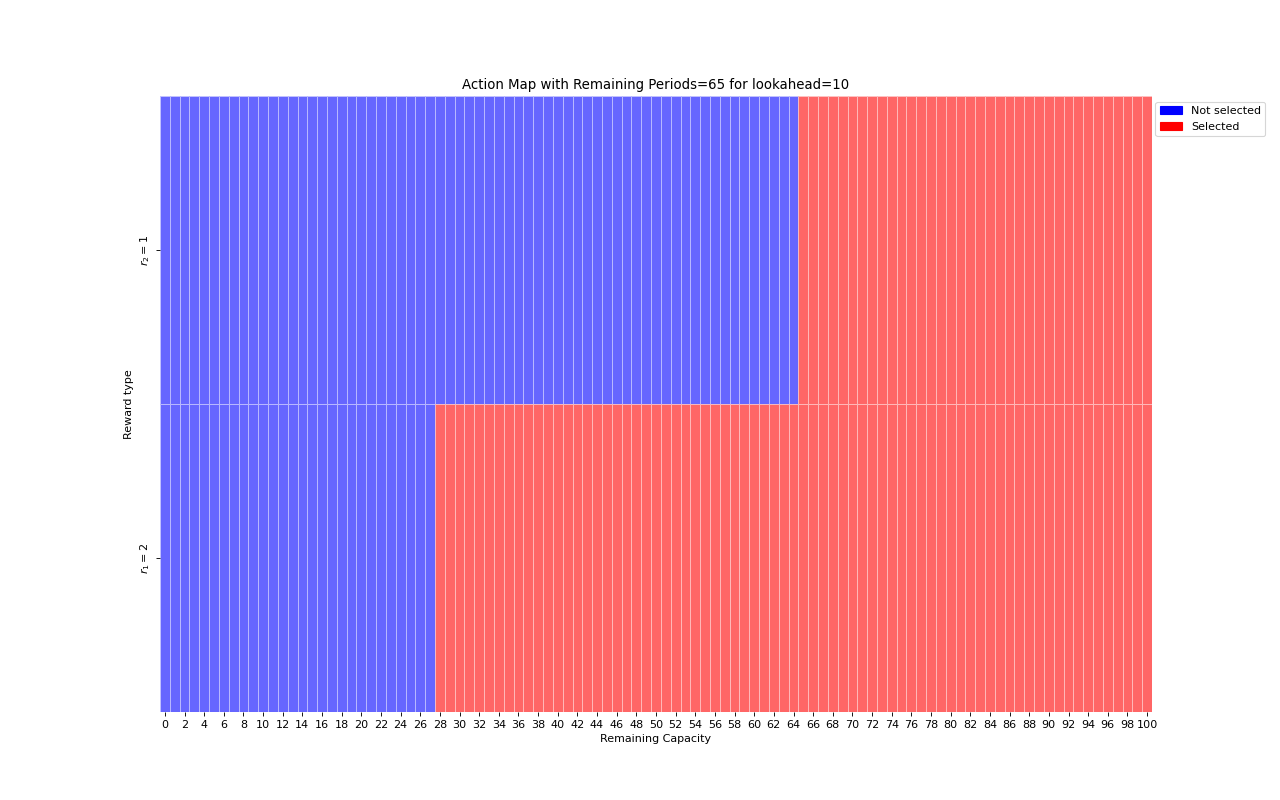 Action Map with Remaining Periods=65 for lookahead=10
Not selected
Selected
r₂ = 1
Reward type
r₁ = 2
0 2 4 6 8 10 12 14 16 18 20 22 24 26 28 30 32 34 36 38 40 42 44 46 48 50 52 54 56 58 60 62 64 66 68 70 72 74 76 78 80 82 84 86 88 90 92 94 96 98 100
Remaining Capacity